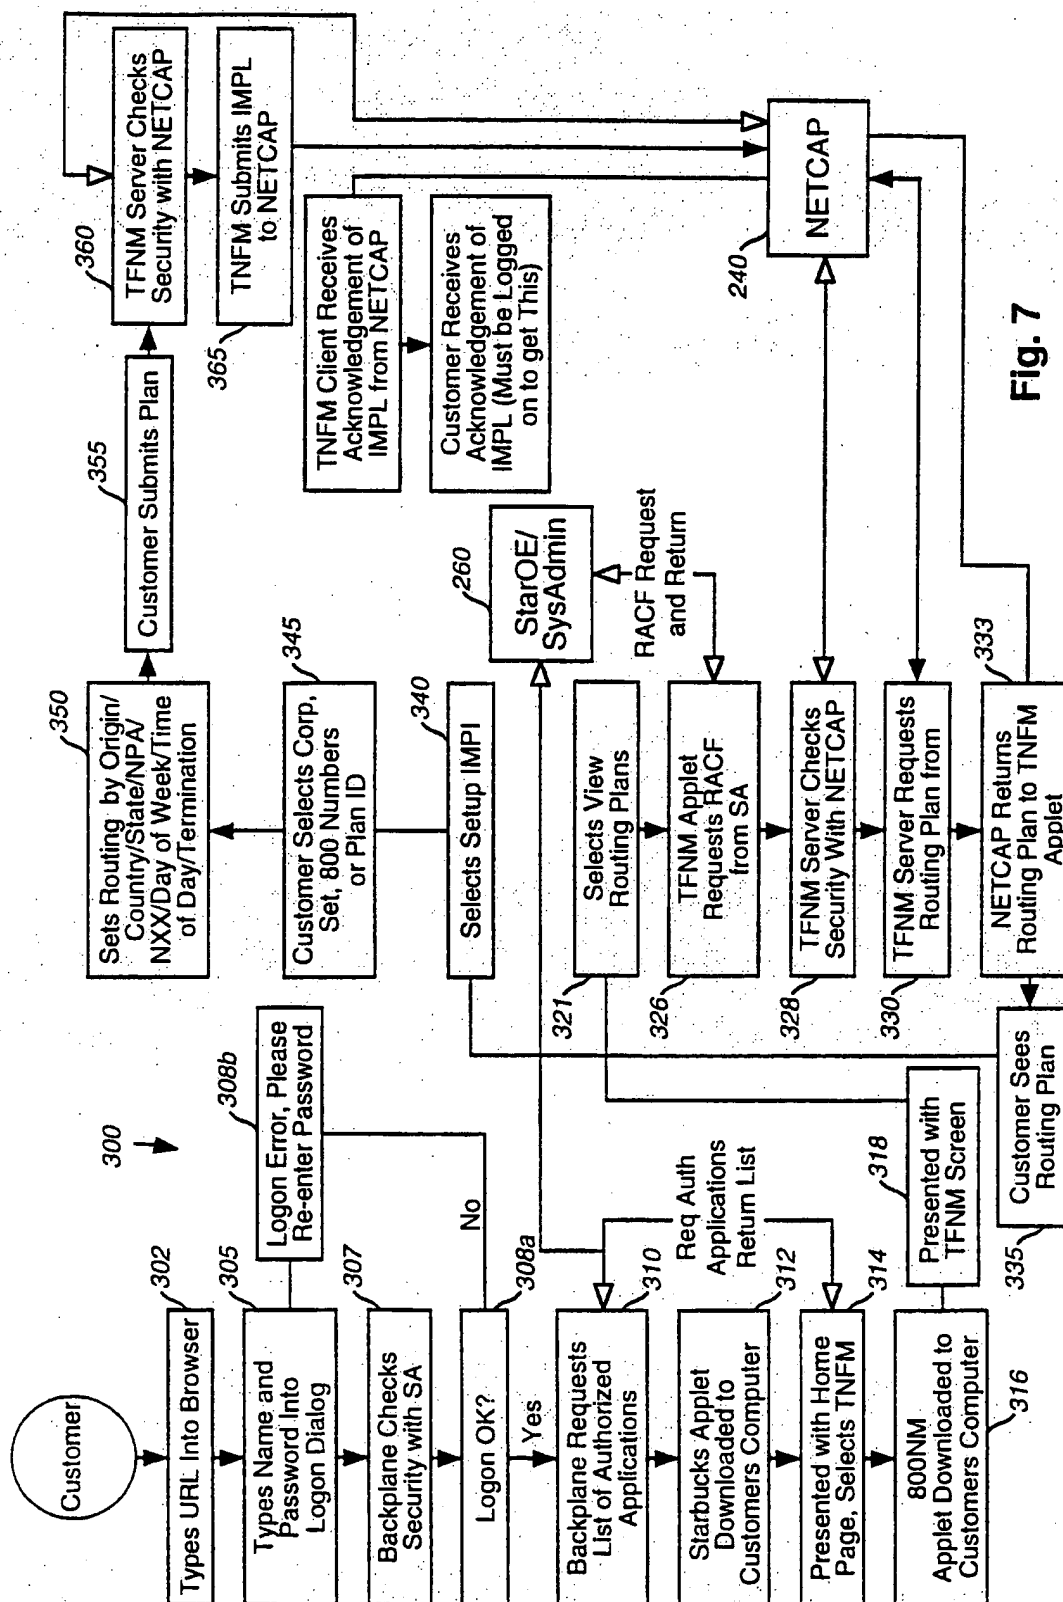 300
Customer
302
Types URL Into Browser
305
Types Name and
Password Into
Logon Dialog
308b
Logon Error, Please
Re-enter Password
307
Backplane Checks
Security with SA
308a
Logon OK?
No
Yes
310
Backplane Requests
List of Authorized
Applications
Req Auth
Applications
Return List
312
Starbucks Applet
Downloaded to
Customers Computer
314
Presented with Home
Page, Selects TNFM
316
800NM
Applet Downloaded to
Customers Computer
318
Presented with
TFNM Screen
321
Selects View
Routing Plans
326
TFNM Applet
Requests RACF
from SA
260
StarOE/
SysAdmin
RACF Request
and Return
328
TFNM Server Checks
Security With NETCAP
330
TFNM Server Requests
Routing Plan from
333
NETCAP Returns
Routing Plan to TNFM
Applet
335
Customer Sees
Routing Plan
340
Selects Setup IMPI
345
Customer Selects Corp,
Set, 800 Numbers
or Plan ID
350
Sets Routing by Origin/
Country/State/NPA/
NXX/Day of Week/Time
of Day/Termination
355
Customer Submits Plan
360
TFNM Server Checks
Security with NETCAP
365
TNFM Submits IMPL
to NETCAP
TNFM Client Receives
Acknowledgement of
IMPL from NETCAP
Customer Receives
Acknowledgement of
IMPL (Must be Logged
on to get This)
240
NETCAP
Fig. 7